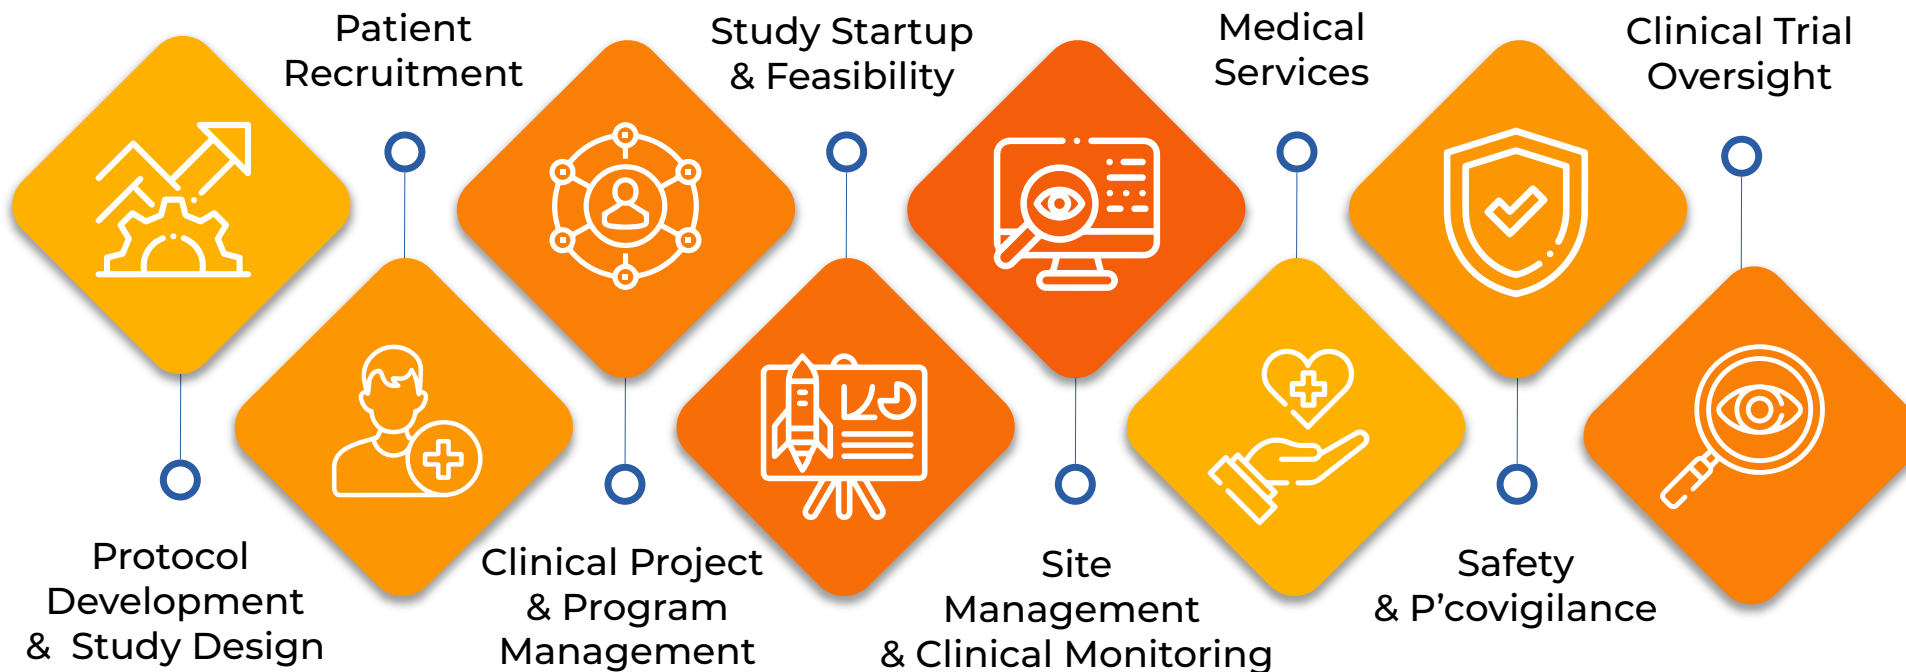 Patient
Recruitment
Study Startup
& Feasibility
Medical
Services
Clinical Trial
Oversight
Protocol
Development
& Study Design
Clinical Project
& Program
Management
Site
Management
& Clinical Monitoring
Safety
& P'covigilance